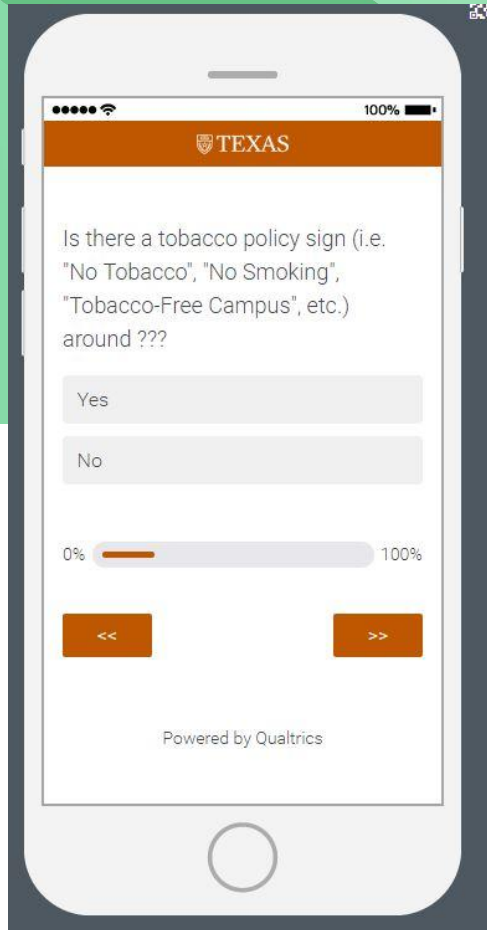 100%
TEXAS
Is there a tobacco policy sign (i.e.
"No Tobacco", "No Smoking",
"Tobacco-Free Campus", etc.)
around ???
Yes
No
0% 100%
<< >>
Powered by Qualtrics